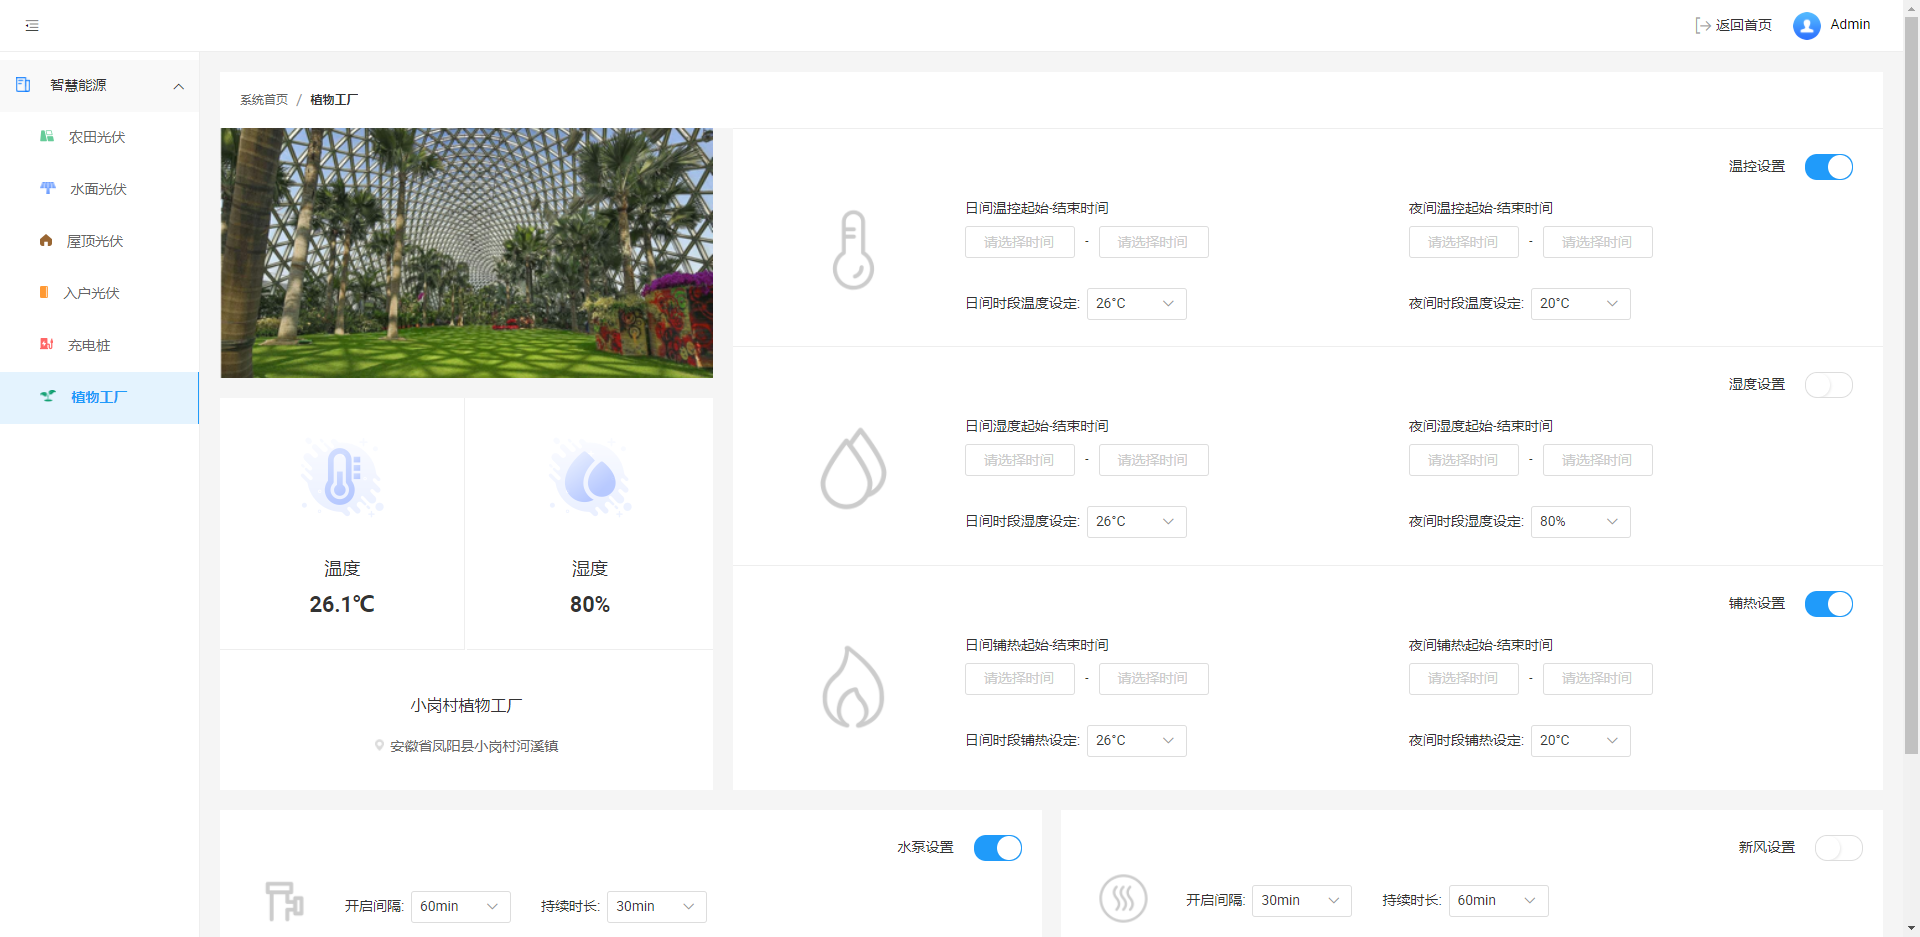 返回首页 Admin
智慧能源
农田光伏
水面光伏
屋顶光伏
入户光伏
充电桩
植物工厂
系统首页 / 植物工厂
温控设置
日间温控起始-结束时间 夜间温控起始-结束时间
请选择时间 - 请选择时间 请选择时间 - 请选择时间
日间时段温度设定: 26°C 夜间时段温度设定: 20°C
湿度设置
日间湿度起始-结束时间 夜间湿度起始-结束时间
请选择时间 - 请选择时间 请选择时间 - 请选择时间
日间时段湿度设定: 26°C 夜间时段湿度设定: 80%
温度 湿度
26.1℃ 80%
铺热设置
日间铺热起始-结束时间 夜间铺热起始-结束时间
请选择时间 - 请选择时间 请选择时间 - 请选择时间
日间时段铺热设定: 26°C 夜间时段铺热设定: 20°C
小岗村植物工厂
安徽省凤阳县小岗村河溪镇
水泵设置
开启间隔: 60min 持续时长: 30min
新风设置
开启间隔: 30min 持续时长: 60min